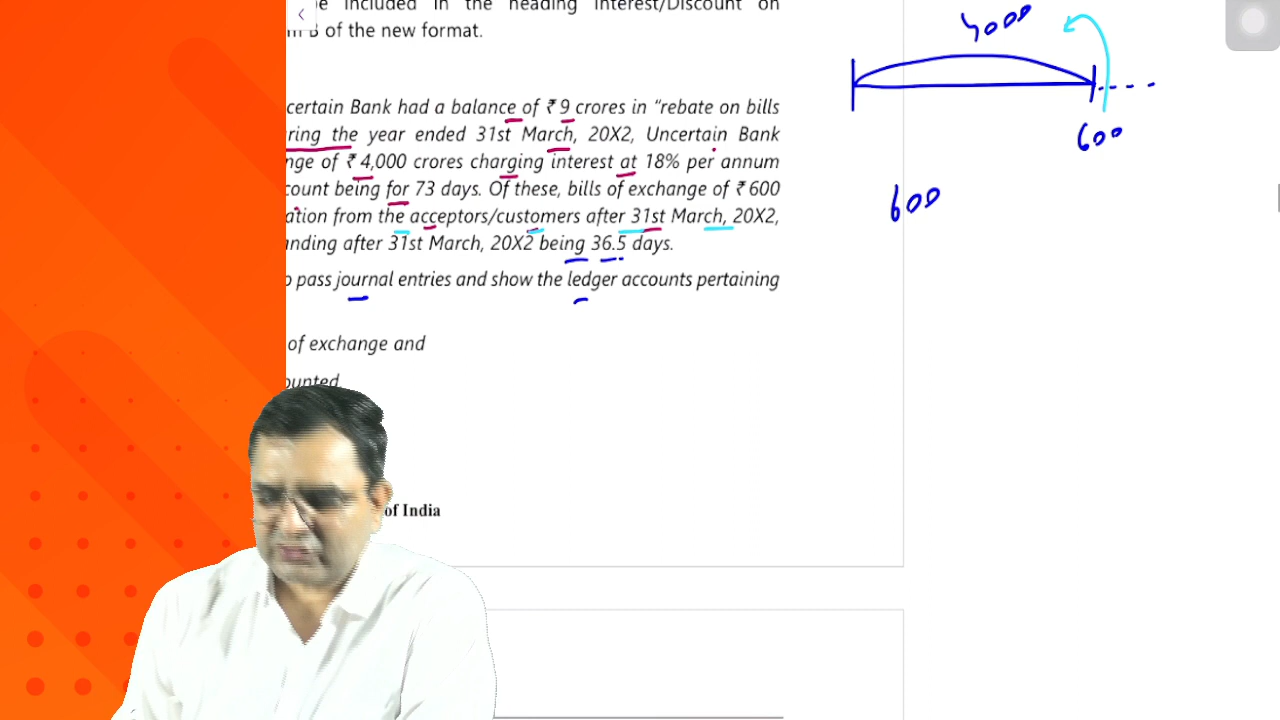 included in the heading Interest/Discount on
of the new format.
certain Bank had a balance of ₹ 9 crores in “rebate on bills
ring the year ended 31st March, 20X2, Uncertain Bank
nge of ₹ 4,000 crores charging interest at 18% per annum
count being for 73 days. Of these, bills of exchange of ₹ 600
ation from the acceptors/customers after 31st March, 20X2,
nding after 31st March, 20X2 being 36.5 days.
o pass journal entries and show the ledger accounts pertaining
of exchange and
ounted
of India
4000
600
600